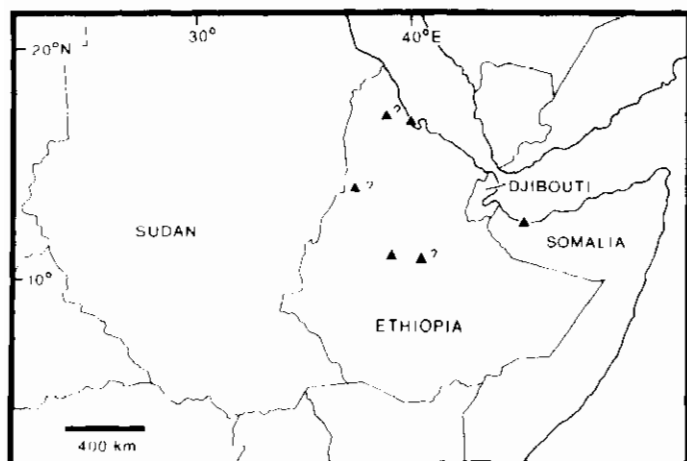 30°
40°E
20°N
?
?
DJIBOUTI
SUDAN
SOMALIA
?
10°
ETHIOPIA
400 km